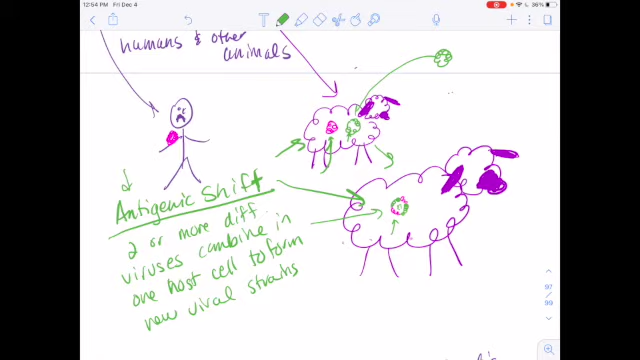 12:54 PM Fri Dec 4
36%
humans & other
animals
Antigenic Shift
2 or more diff.
viruses combine in
one host cell to form
new viral strains
97
99